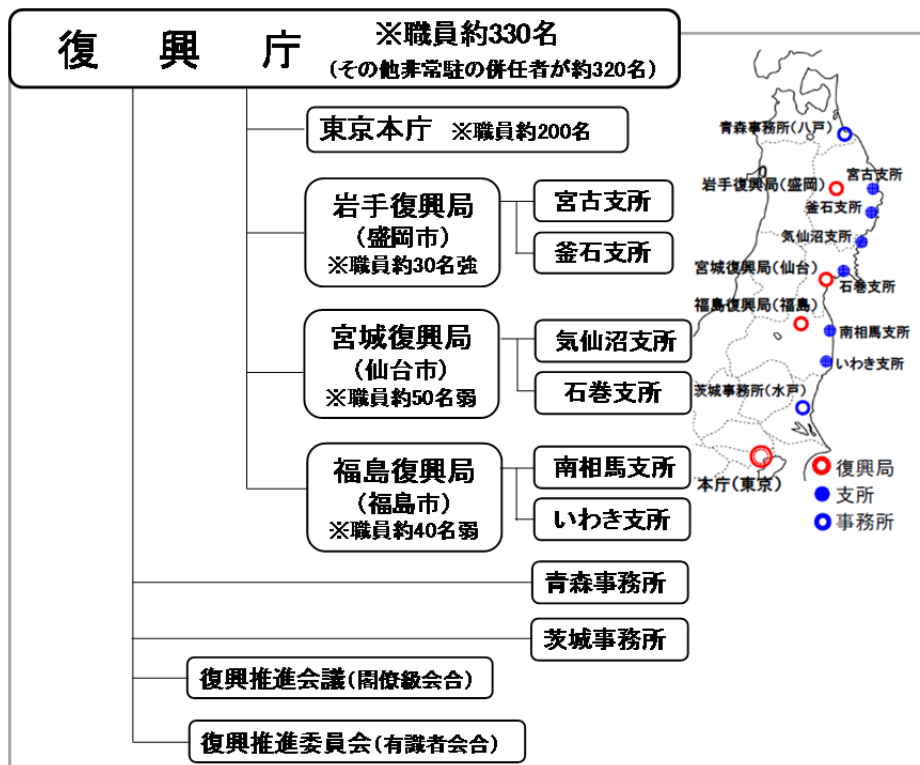 復興庁
※職員約330名
(その他非常駐の併任者が約320名)
東京本庁 ※職員約200名
岩手復興局
(盛岡市)
※職員約30名強
宮古支所
釜石支所
宮城復興局
(仙台市)
※職員約50名弱
気仙沼支所
石巻支所
福島復興局
(福島市)
※職員約40名弱
南相馬支所
いわき支所
青森事務所
茨城事務所
復興推進会議(閣僚級会合)
復興推進委員会(有識者会合)
青森事務所(八戸)
岩手復興局(盛岡)
宮古支所
釜石支所
気仙沼支所
宮城復興局(仙台)
石巻支所
福島復興局(福島)
南相馬支所
いわき支所
茨城事務所(水戸)
本庁(東京)
復興局
支所
事務所